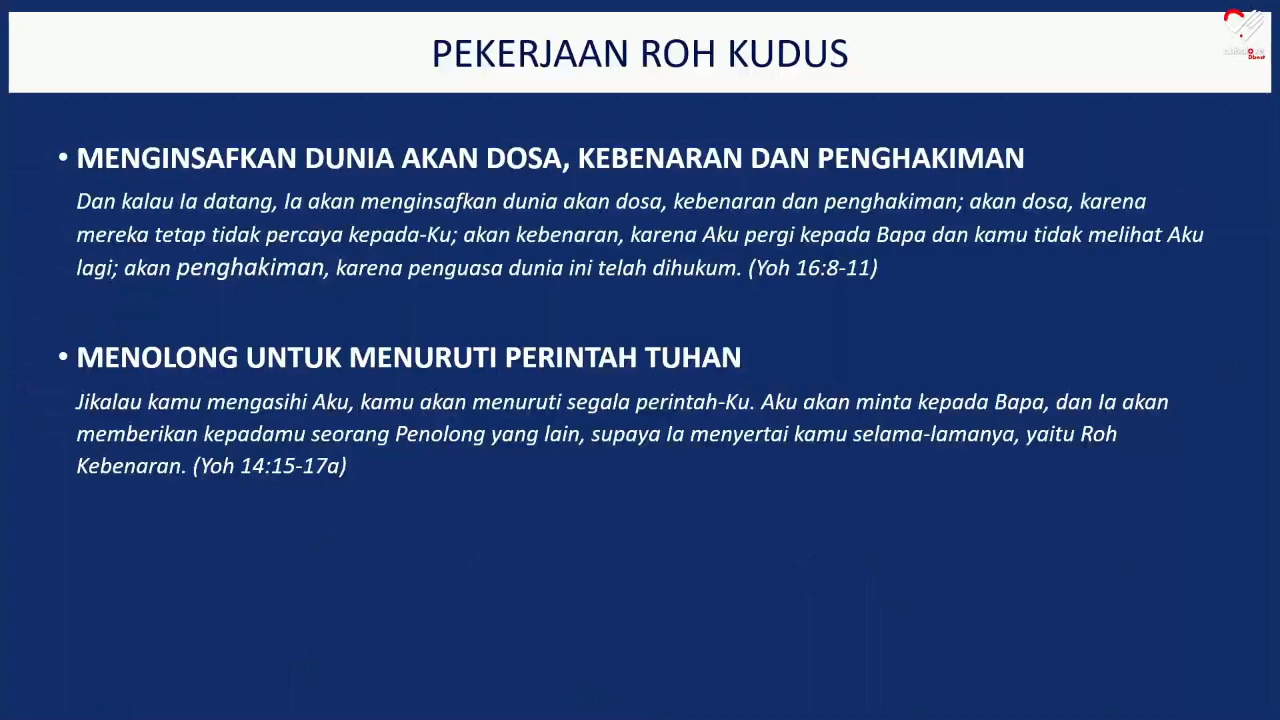 PEKERJAAN ROH KUDUS
• MENGINSAFKAN DUNIA AKAN DOSA, KEBENARAN DAN PENGHAKIMAN
Dan kalau Ia datang, Ia akan menginsafkan dunia akan dosa, kebenaran dan penghakiman; akan dosa, karena
mereka tetap tidak percaya kepada-Ku; akan kebenaran, karena Aku pergi kepada Bapa dan kamu tidak melihat Aku
lagi; akan penghakiman, karena penguasa dunia ini telah dihukum. (Yoh 16:8-11)
• MENOLONG UNTUK MENURUTI PERINTAH TUHAN
Jikalau kamu mengasihi Aku, kamu akan menuruti segala perintah-Ku. Aku akan minta kepada Bapa, dan Ia akan
memberikan kepadamu seorang Penolong yang lain, supaya Ia menyertai kamu selama-lamanya, yaitu Roh
Kebenaran. (Yoh 14:15-17a)